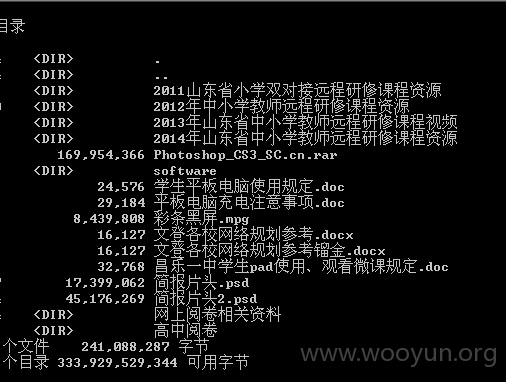 目录
<DIR> .
<DIR> ..
<DIR> 2011山东省小学双对接远程研修课程资源
<DIR> 2012年中小学教师远程研修课程资源
<DIR> 2013年山东省中小学教师远程研修课程视频
<DIR> 2014年山东省中小学教师远程研修课程资源
169,954,366 Photoshop_CS3_SC.cn.rar
<DIR> software
24,576 学生平板电脑使用规定.doc
29,184 平板电脑充电注意事项.doc
8,439,808 彩条黑屏.mpg
16,127 文登各校网络规划参考.docx
16,127 文登各校网络规划参考镏金.docx
32,768 昌乐一中学生pad使用、观看微课规定.doc
17,399,062 简报片头.psd
45,176,269 简报片头2.psd
<DIR> 网上阅卷相关资料
<DIR> 高中阅卷
个文件 241,088,287 字节
个目录 333,929,529,344 可用字节
www.wooyun.org